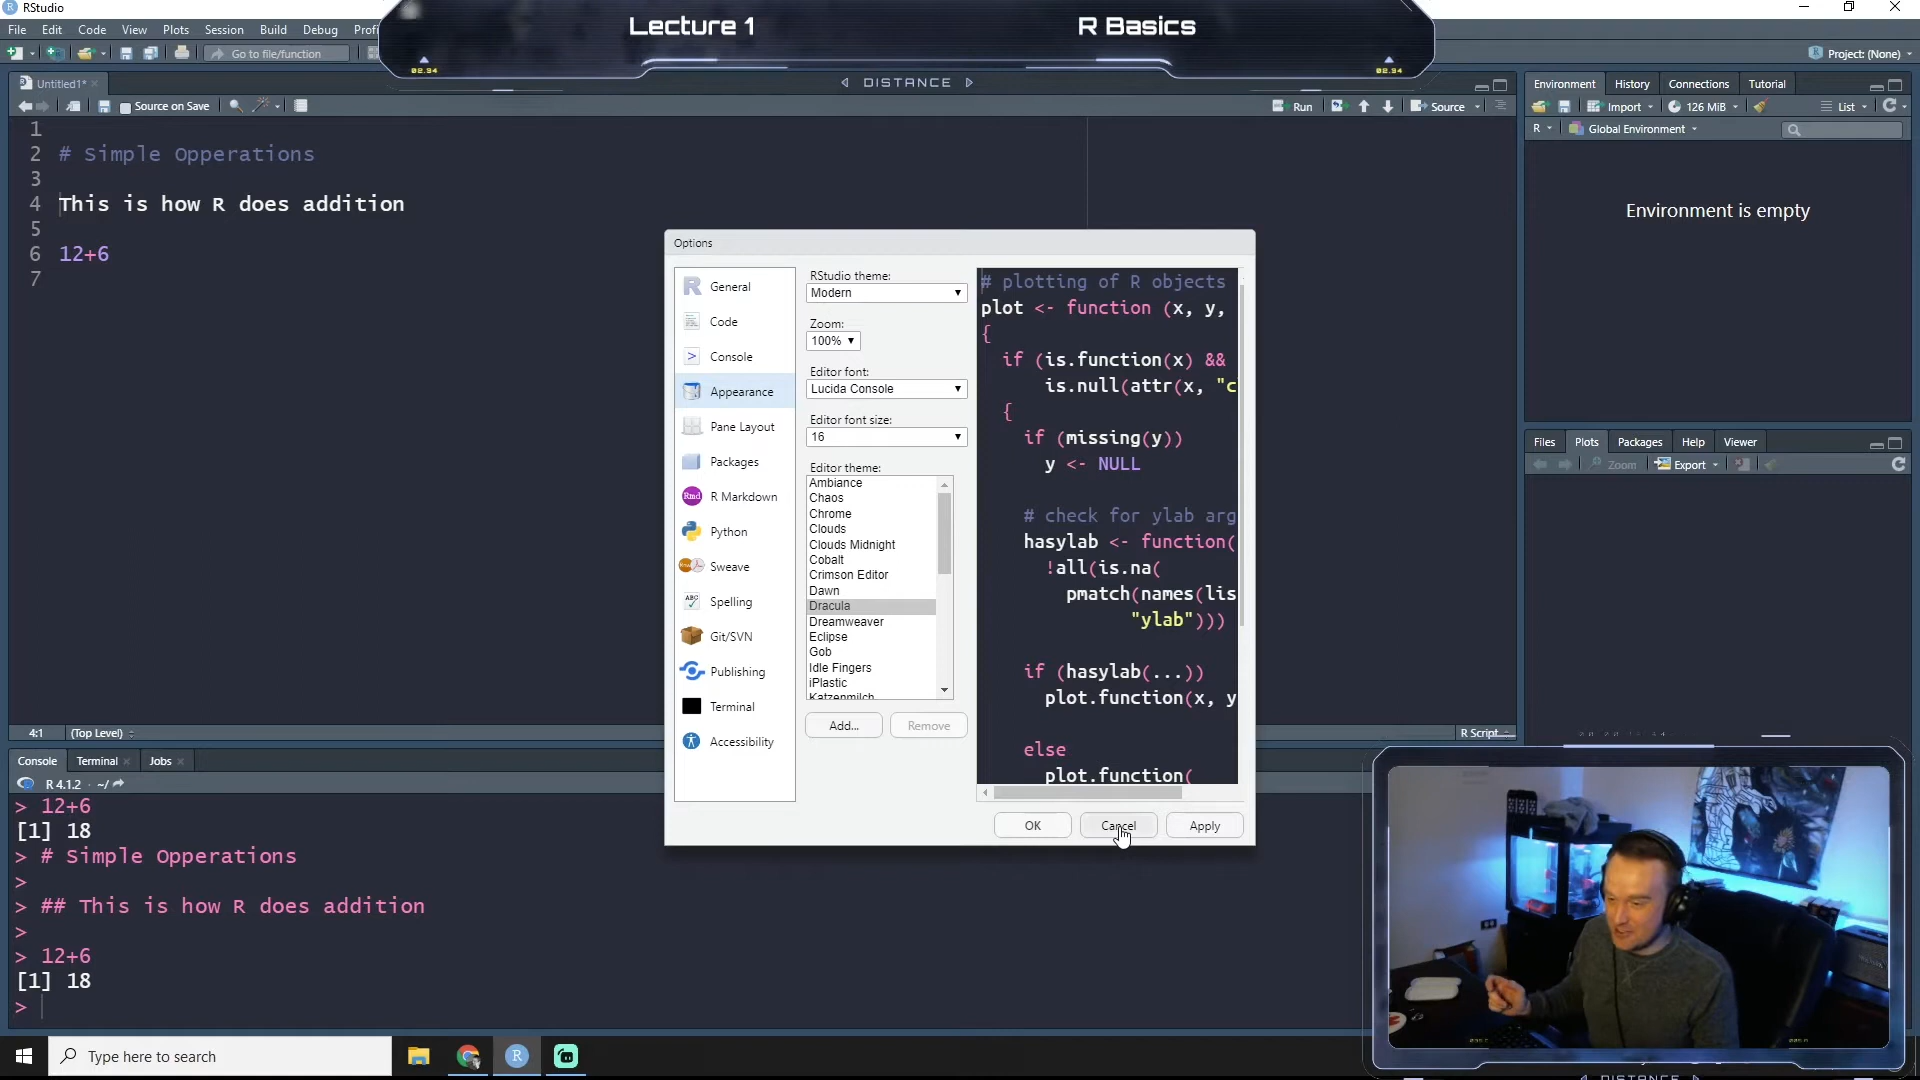 RStudio
Lecture 1
R Basics
File Edit Code View Plots Session Build Debug Profi
Go to file/function
Project: (None)
02.94
02.94
DISTANCE
Untitled1*
Source on Save
Run
Source
1
2 # Simple Opperations
3
4 This is how R does addition
5
6 12+6
7
4:1 (Top Level)
R Script
Console Terminal Jobs
R 4.1.2 · ~/
> 12+6
[1] 18
> # Simple Opperations
>
> ## This is how R does addition
>
> 12+6
[1] 18
>
Options
General
Code
Console
Appearance
Pane Layout
Packages
Rmd R Markdown
Python
Sweave
ABC Spelling
Git/SVN
Publishing
Terminal
Accessibility
RStudio theme:
Modern
Zoom:
100%
Editor font:
Lucida Console
Editor font size:
16
Editor theme:
Ambiance
Chaos
Chrome
Clouds
Clouds Midnight
Cobalt
Crimson Editor
Dawn
Dracula
Dreamweaver
Eclipse
Gob
Idle Fingers
iPlastic
Katzenmilch
Add...
Remove
# plotting of R objects
plot <- function (x, y,
{
if (is.function(x) &&
is.null(attr(x, "c
{
if (missing(y))
y <- NULL
# check for ylab arg
hasylab <- function(
!all(is.na(
pmatch(names(lis
"ylab")))
if (hasylab(...))
plot.function(x, y
else
plot.function(
OK
Cancel
Apply
Environment History Connections Tutorial
Import
126 MiB
List
R
Global Environment
Environment is empty
Files Plots Packages Help Viewer
Zoom
Export
Type here to search
R
DISTANCE